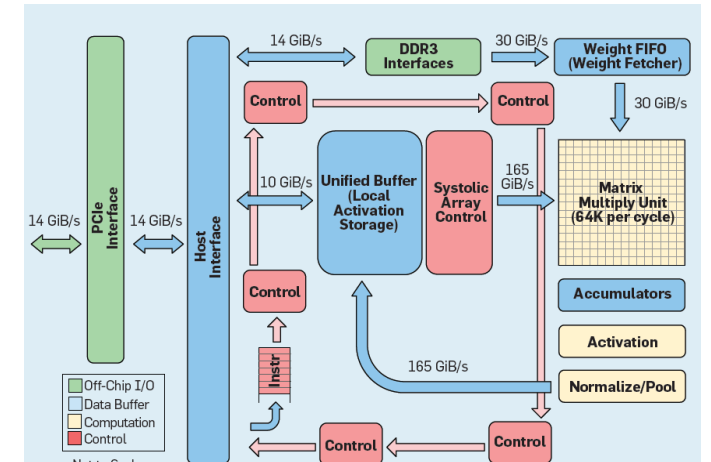 14 GiB/s
DDR3
Interfaces
30 GiB/s
Weight FIFO
(Weight Fetcher)
Control
Control
30 GiB/s
14 GiB/s
PCIe
Interface
14 GiB/s
Host
Interface
10 GiB/s
Unified Buffer
(Local
Activation
Storage)
Systolic
Array
Control
165
GiB/s
Matrix
Multiply Unit
(64K per cycle)
Control
Accumulators
Activation
Instr
165 GiB/s
Normalize/Pool
Off-Chip I/O
Data Buffer
Computation
Control
Control
Control